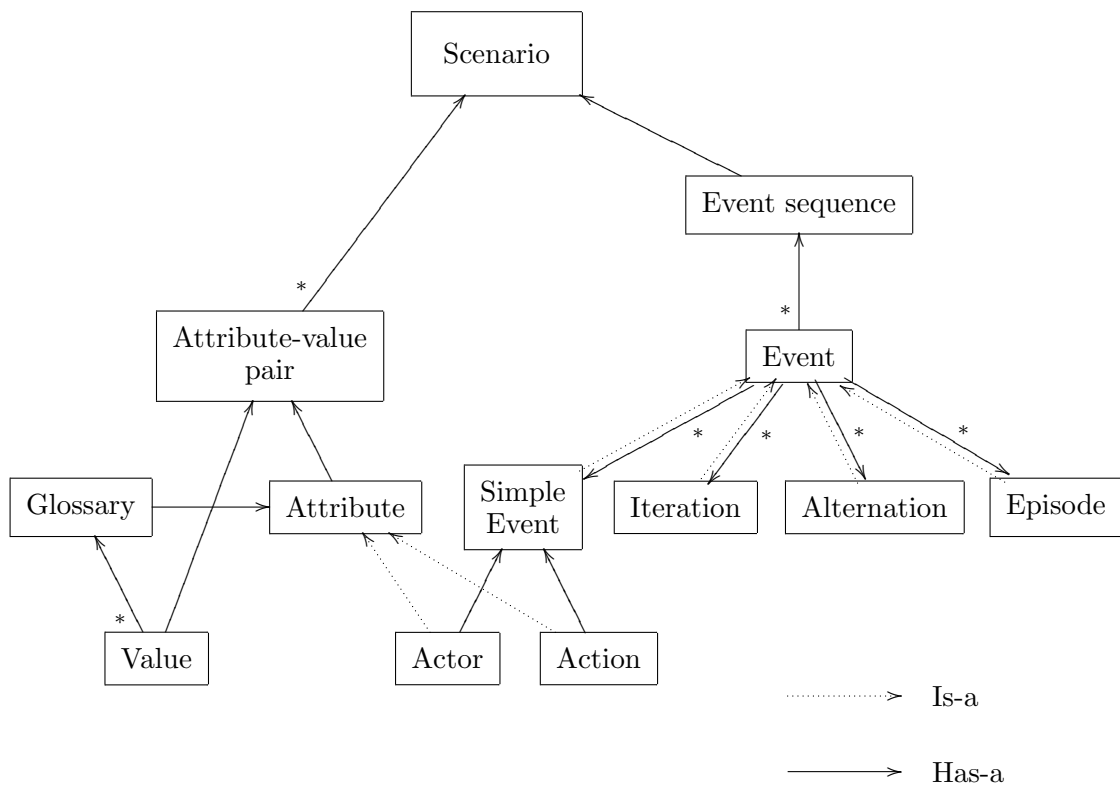 Scenario
Event sequence
*
*
Attribute-value
pair
Event
*
*
*
*
Glossary
Attribute
Simple
Event
Iteration
Alternation
Episode
*
Value
Actor
Action
Is-a
Has-a